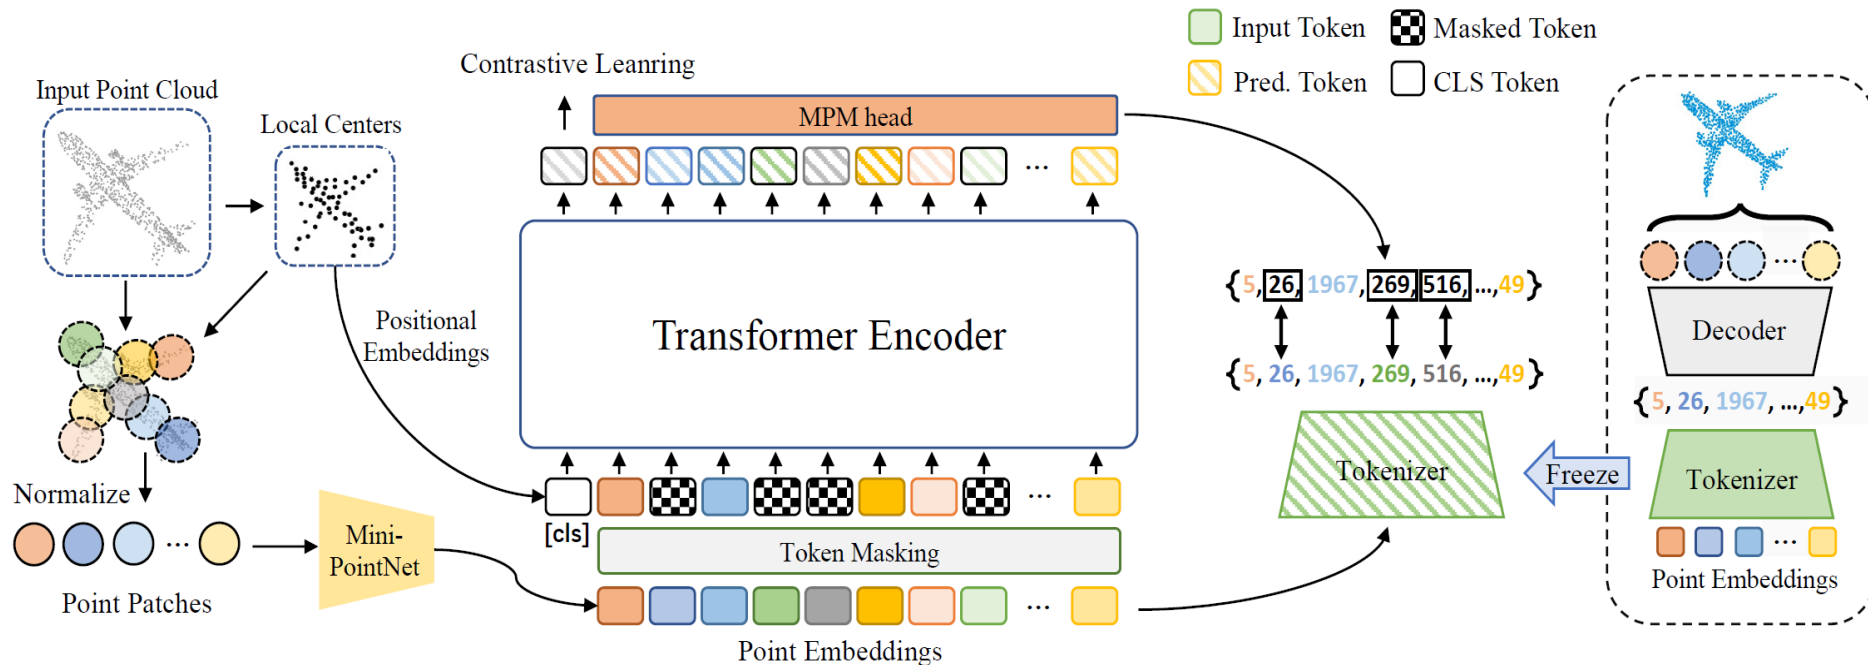 Input Point Cloud
Local Centers
Contrastive Leanring
MPM head
Input Token
Masked Token
Pred. Token
CLS Token
...
Positional
Embeddings
Transformer Encoder
{5, 26, 1967, 269, 516, ...,49}
{5, 26, 1967, 269, 516, ...,49}
Tokenizer
Freeze
...
Decoder
{5, 26, 1967, ...,49}
Tokenizer
...
Point Embeddings
Normalize
...
Point Patches
Mini-
PointNet
...
[cls]
Token Masking
...
Point Embeddings